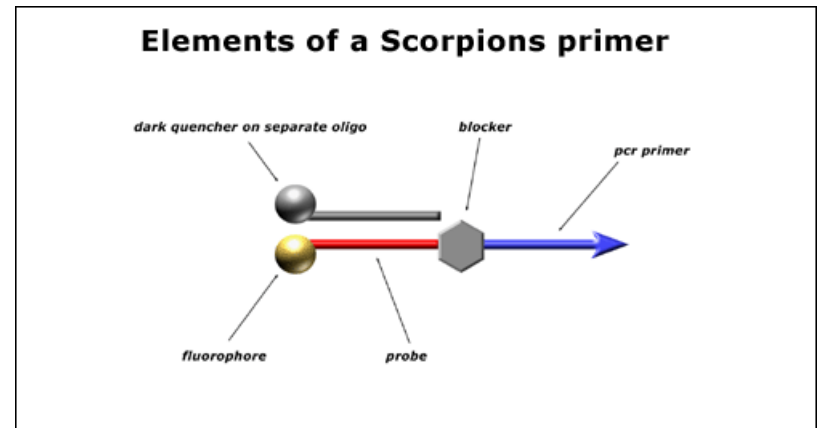 Elements of a Scorpions primer
dark quencher on separate oligo
blocker
pcr primer
fluorophore
probe